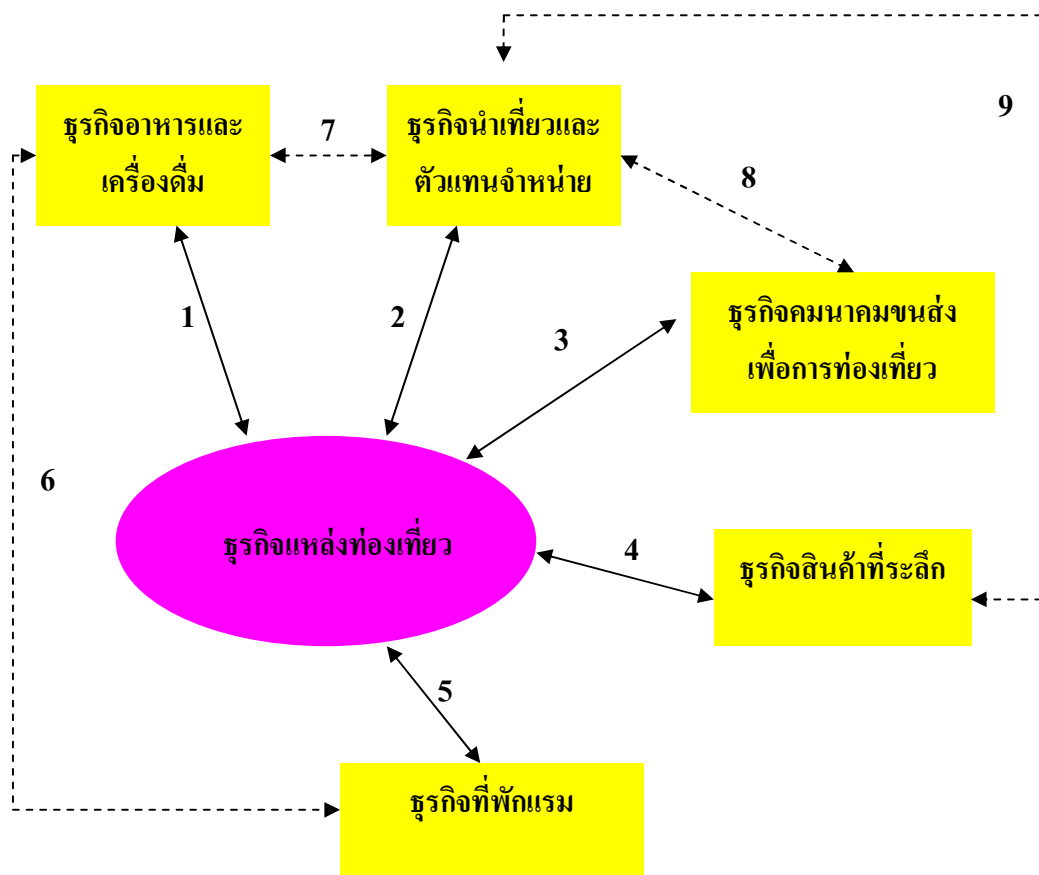 9
ธุรกิจอาหารและ
เครื่องดื่ม
7
ธุรกิจนำเที่ยวและ
ตัวแทนจำหน่าย
8
1
2
3
ธุรกิจคมนาคมขนส่ง
เพื่อการท่องเที่ยว
6
ธุรกิจแหล่งท่องเที่ยว
4
ธุรกิจสินค้าที่ระลึก
5
ธุรกิจที่พักแรม